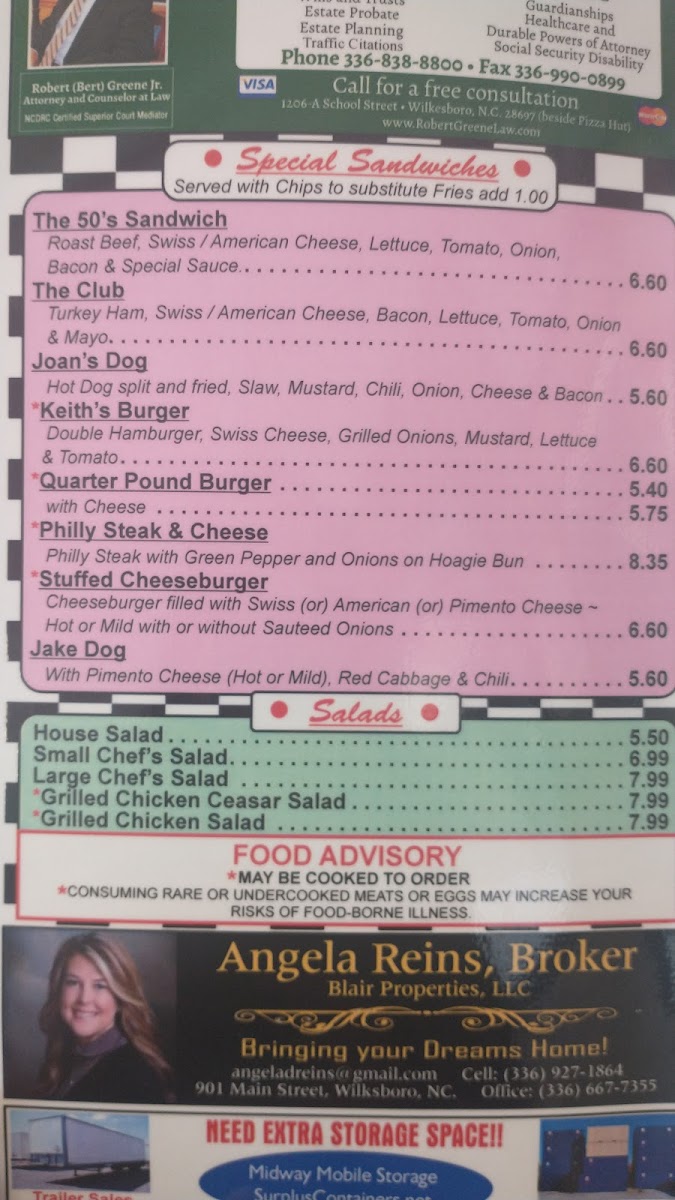 Estate Probate
Estate Planning
Traffic Citations
Guardianships
Healthcare and
Durable Powers of Attorney
Social Security Disability
Phone 336-838-8800 • Fax 336-990-0899
Robert (Bert) Greene Jr.
Attorney and Counselor at Law
NCDRC Certified Superior Court Mediator
VISA
Call for a free consultation
1206-A School Street • Wilkesboro, N.C. 28697 (beside Pizza Hut)
www.RobertGreeneLaw.com
• Special Sandwiches •
Served with Chips to substitute Fries add 1.00
The 50's Sandwich
Roast Beef, Swiss / American Cheese, Lettuce, Tomato, Onion,
Bacon & Special Sauce. 6.60
The Club
Turkey Ham, Swiss / American Cheese, Bacon, Lettuce, Tomato, Onion
& Mayo. 6.60
Joan's Dog
Hot Dog split and fried, Slaw, Mustard, Chili, Onion, Cheese & Bacon . . 5.60
*Keith's Burger
Double Hamburger, Swiss Cheese, Grilled Onions, Mustard, Lettuce
& Tomato. 6.60
*Quarter Pound Burger 5.40
with Cheese 5.75
*Philly Steak & Cheese
Philly Steak with Green Pepper and Onions on Hoagie Bun 8.35
*Stuffed Cheeseburger
Cheeseburger filled with Swiss (or) American (or) Pimento Cheese ~
Hot or Mild with or without Sauteed Onions 6.60
Jake Dog
With Pimento Cheese (Hot or Mild), Red Cabbage & Chili. 5.60
• Salads •
House Salad 5.50
Small Chef's Salad. 6.99
Large Chef's Salad 7.99
*Grilled Chicken Ceasar Salad 7.99
*Grilled Chicken Salad 7.99
FOOD ADVISORY
*MAY BE COOKED TO ORDER
*CONSUMING RARE OR UNDERCOOKED MEATS OR EGGS MAY INCREASE YOUR
RISKS OF FOOD-BORNE ILLNESS.
Angela Reins, Broker
Blair Properties, LLC
Bringing your Dreams Home!
angeladreins@gmail.com Cell: (336) 927-1864
901 Main Street, Wilksboro, NC. Office: (336) 667-7355
NEED EXTRA STORAGE SPACE!!
Midway Mobile Storage
SurplusContainers.net
Trailer Sales